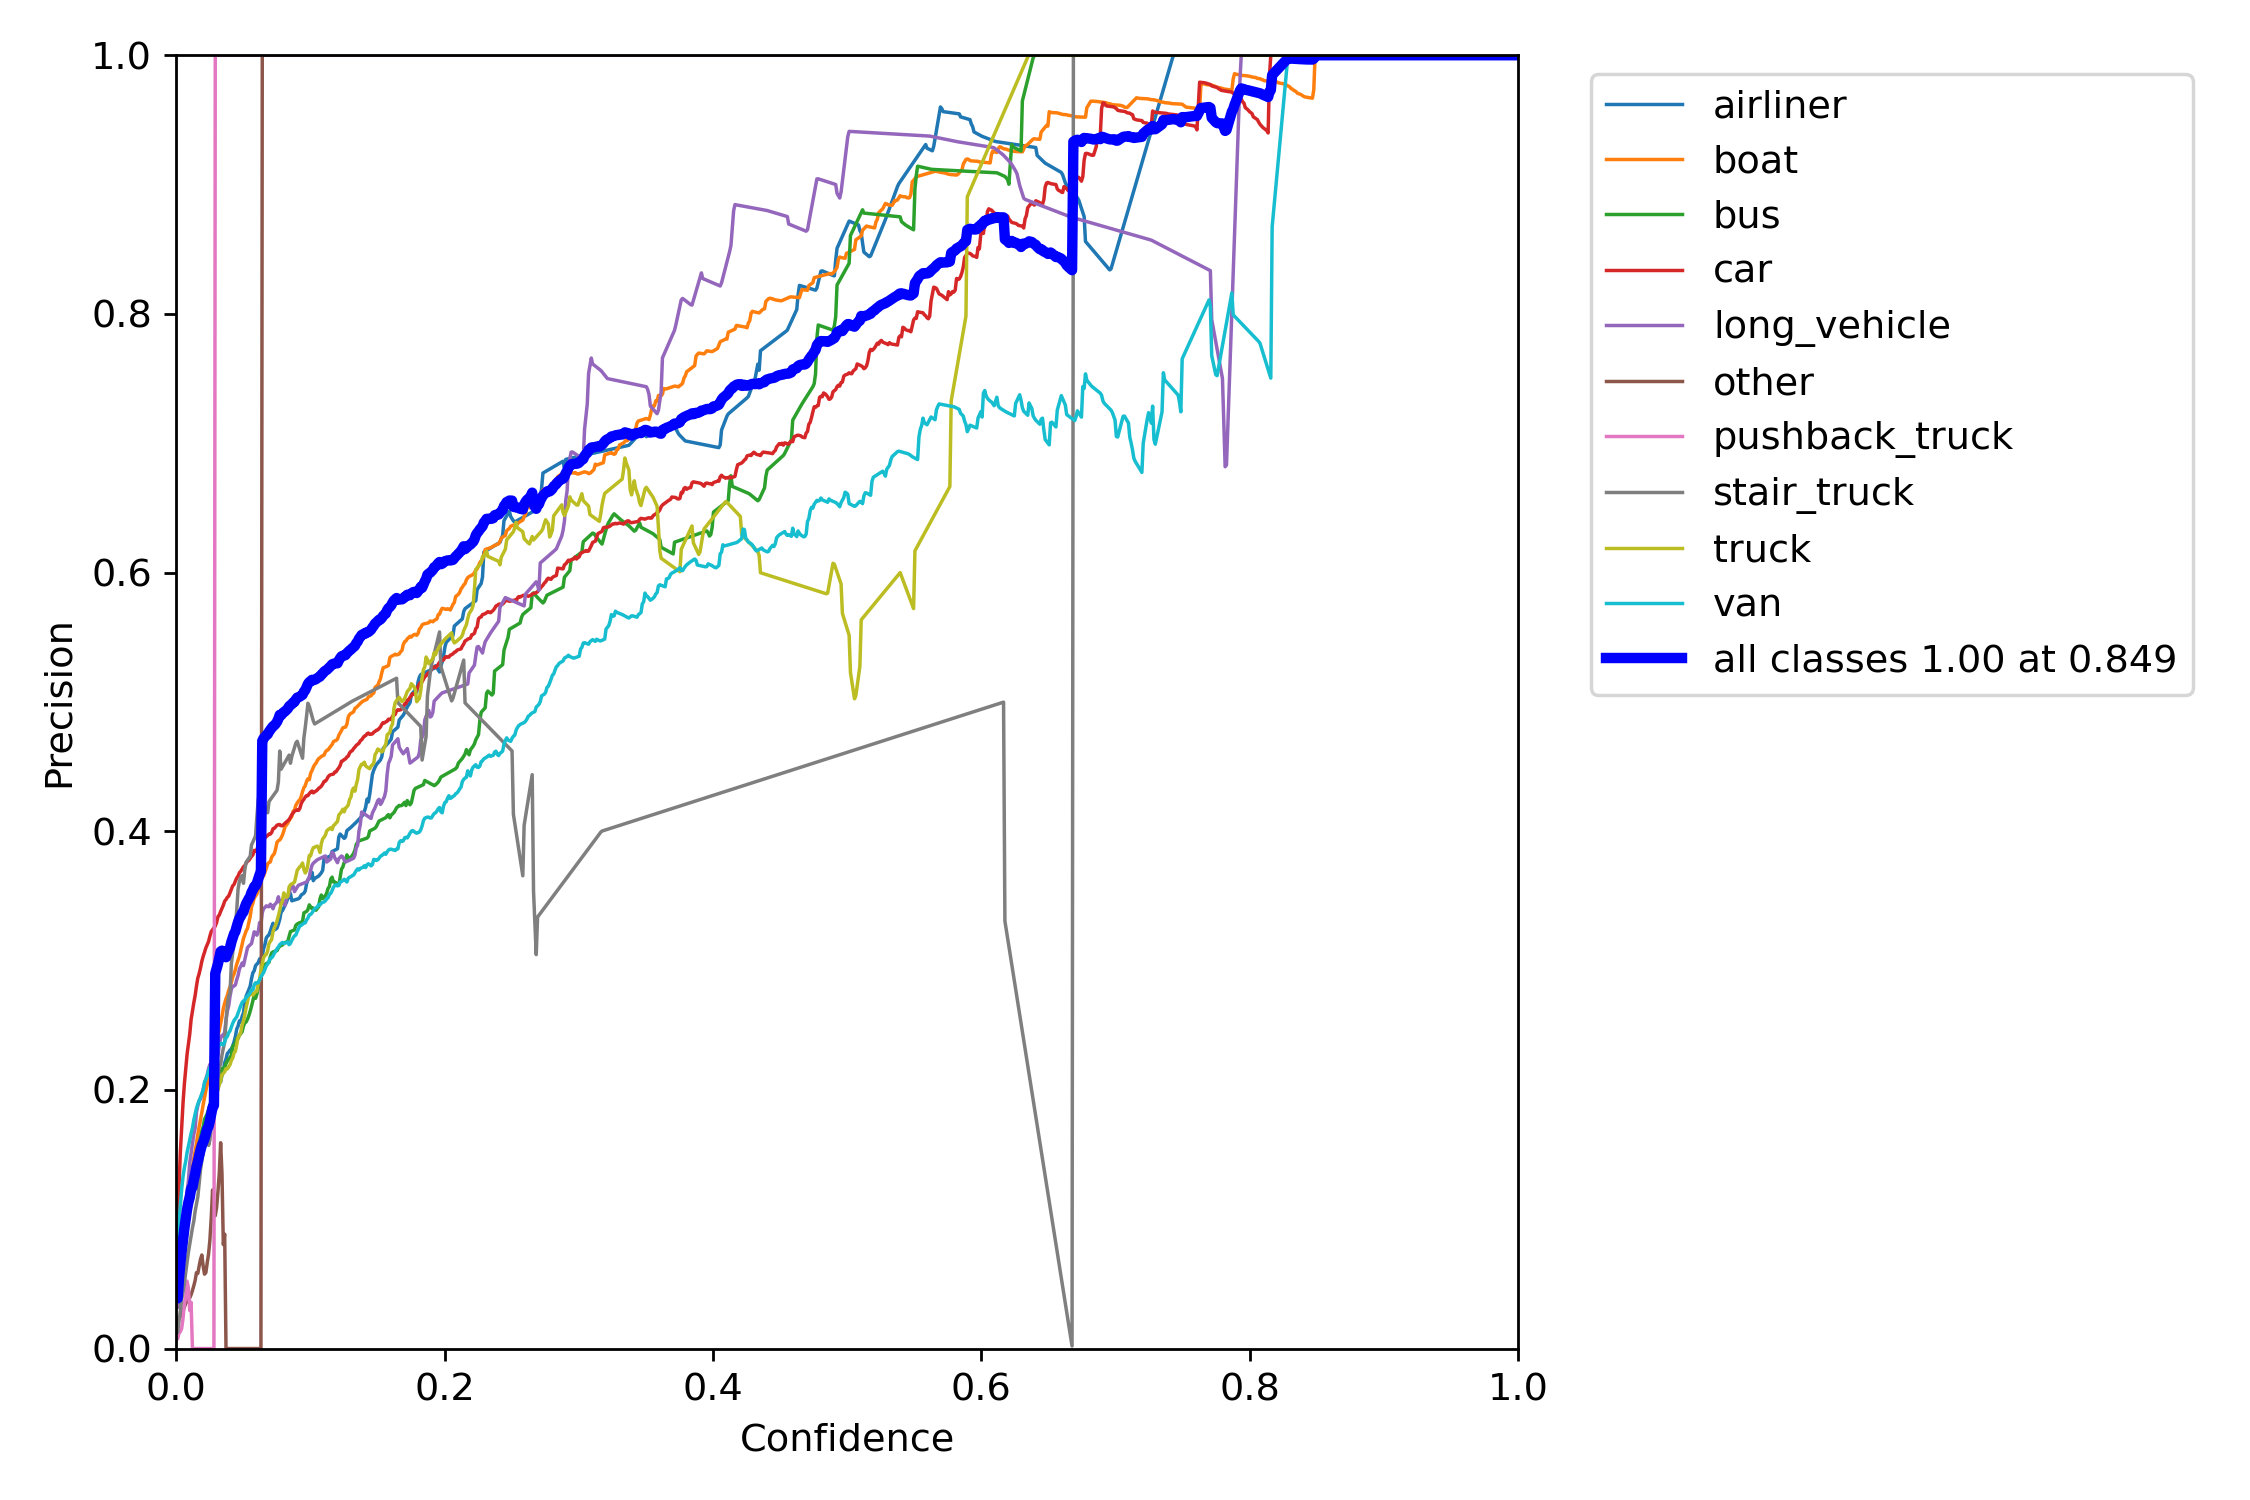 1.0
0.8
0.6
0.4
0.2
0.0
Precision
0.0 0.2 0.4 0.6 0.8 1.0
Confidence
airliner
boat
bus
car
long_vehicle
other
pushback_truck
stair_truck
truck
van
all classes 1.00 at 0.849